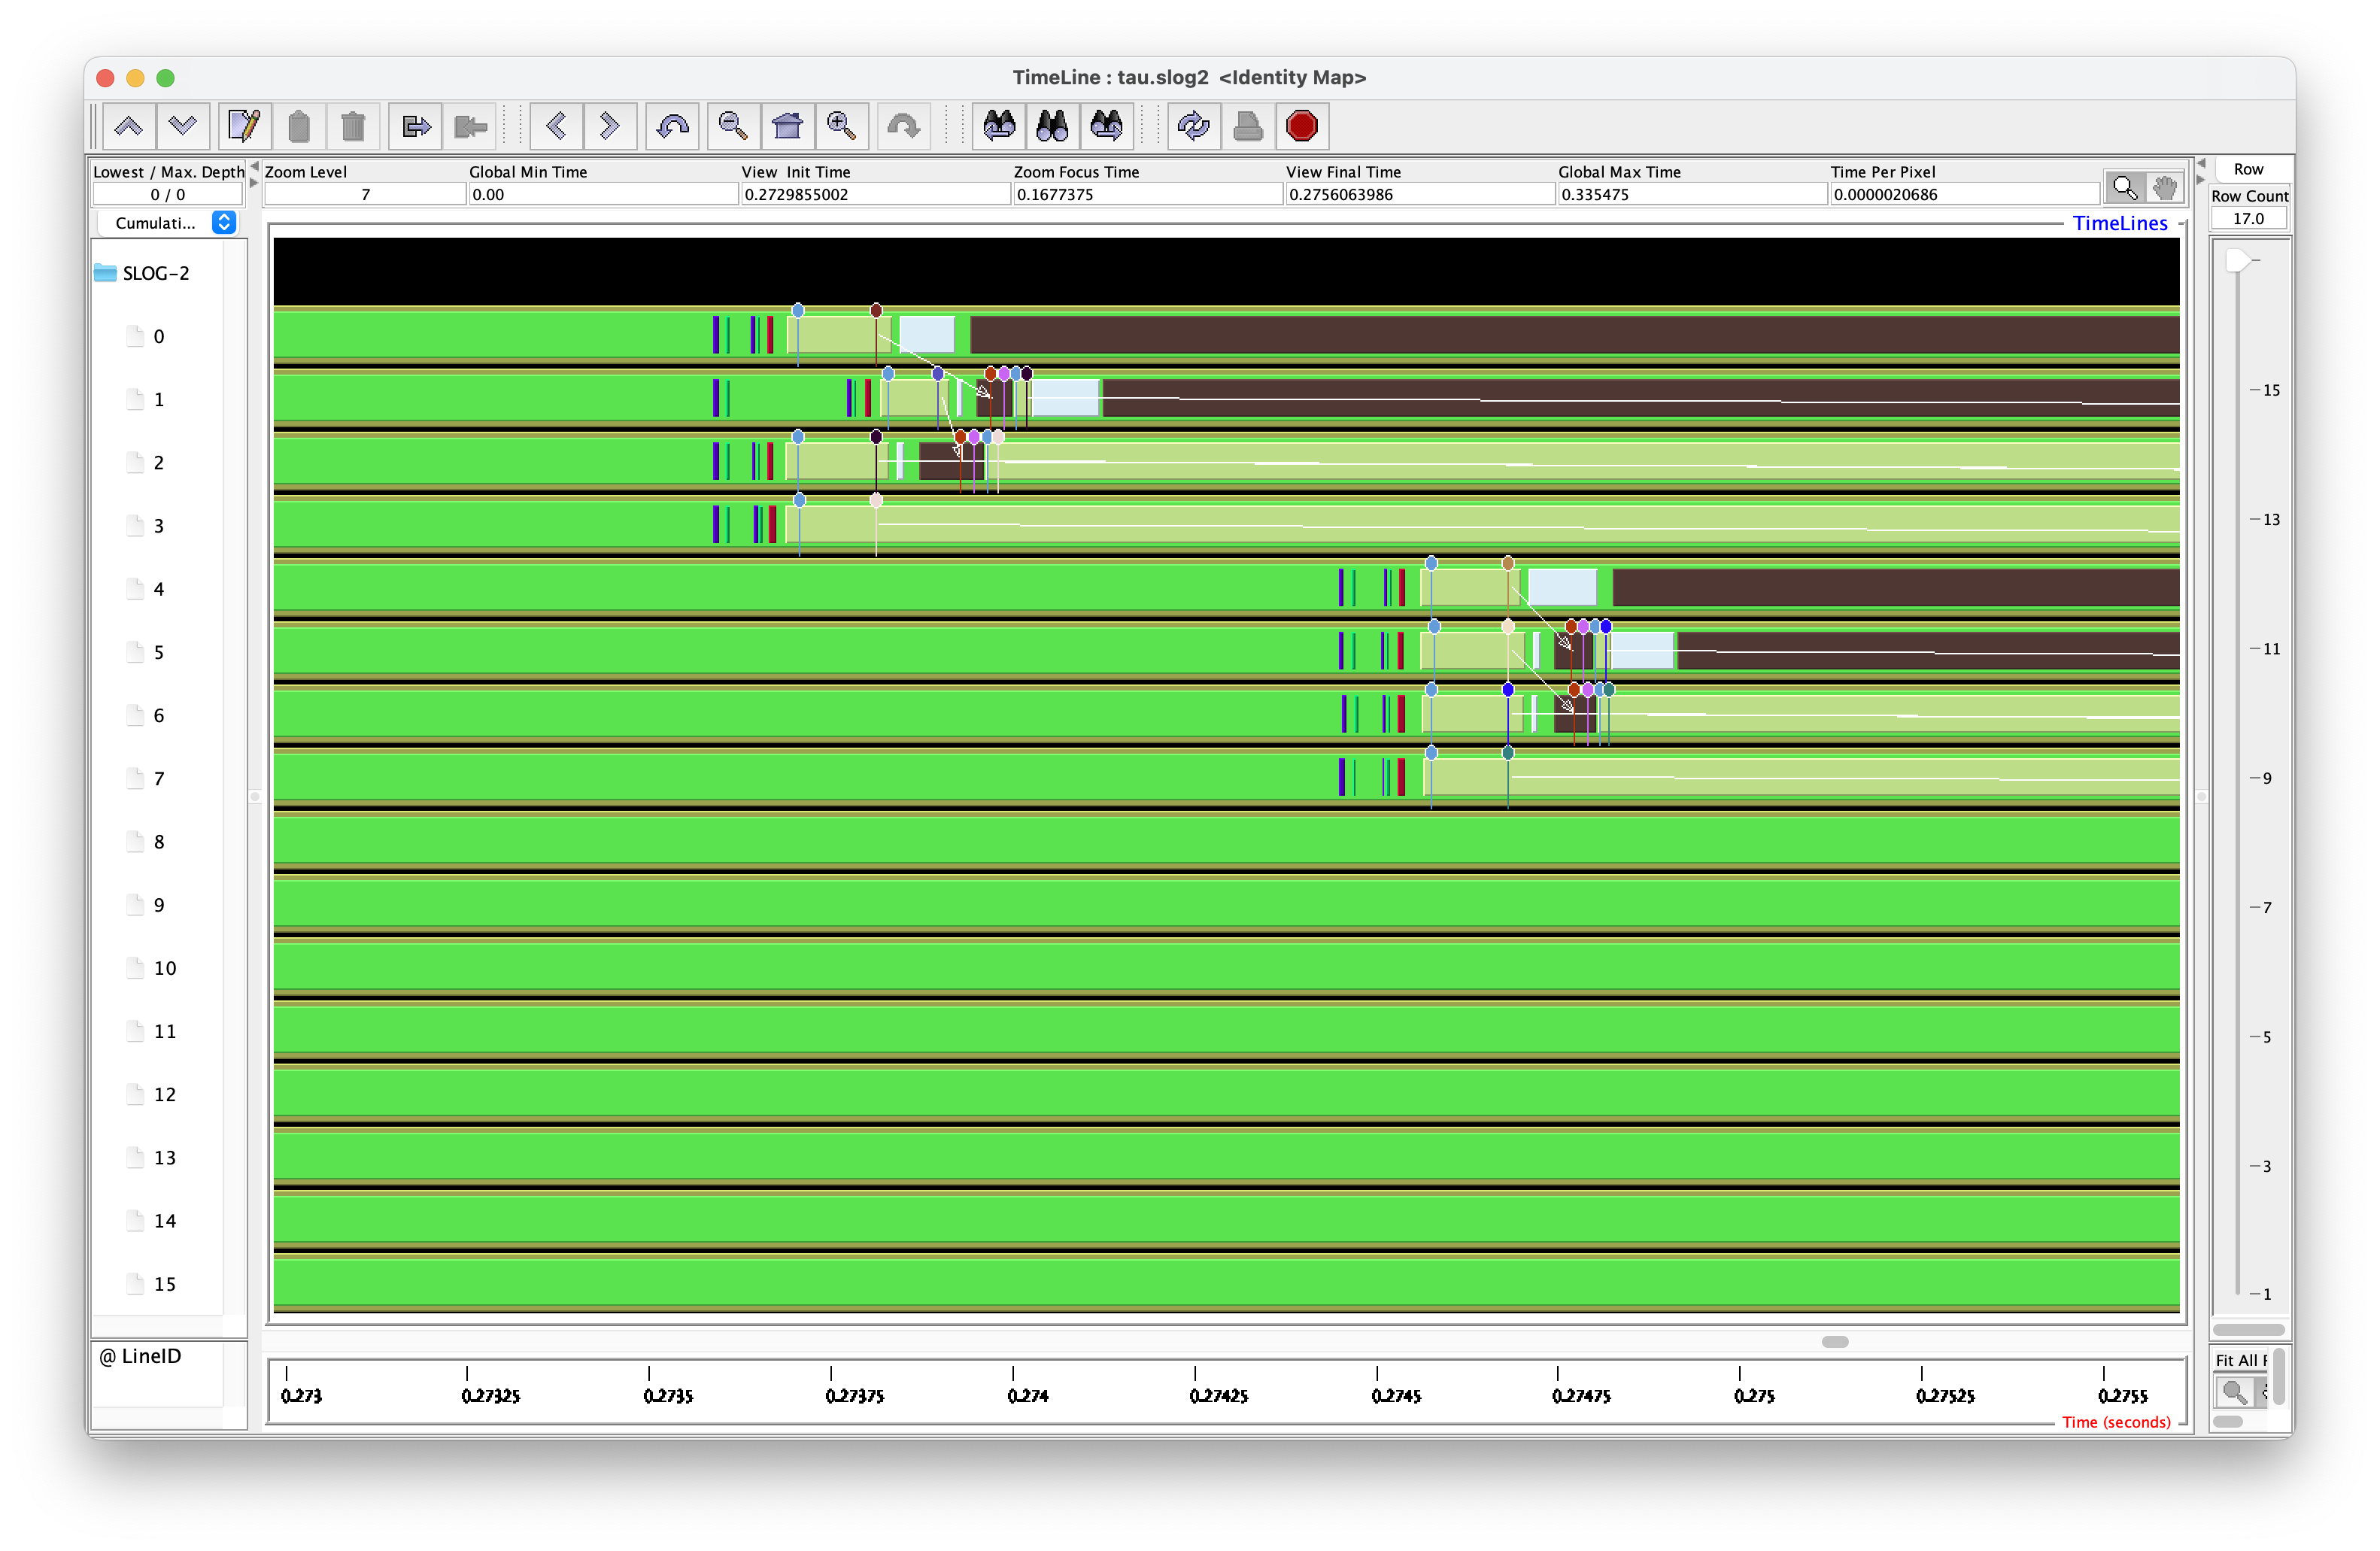 TimeLine : tau.slog2 <Identity Map>
Lowest / Max. Depth
0 / 0
Zoom Level
7
Global Min Time
0.00
View Init Time
0.2729855002
Zoom Focus Time
0.1677375
View Final Time
0.2756063986
Global Max Time
0.335475
Time Per Pixel
0.0000020686
Row
Row Count
17.0
Cumulati...
TimeLines
SLOG-2
0
1
2
3
4
5
6
7
8
9
10
11
12
13
14
15
15
13
11
9
7
5
3
1
@ LineID
Fit All
0.273
0.27325
0.2735
0.27375
0.274
0.27425
0.2745
0.27475
0.275
0.27525
0.2755
Time (seconds)